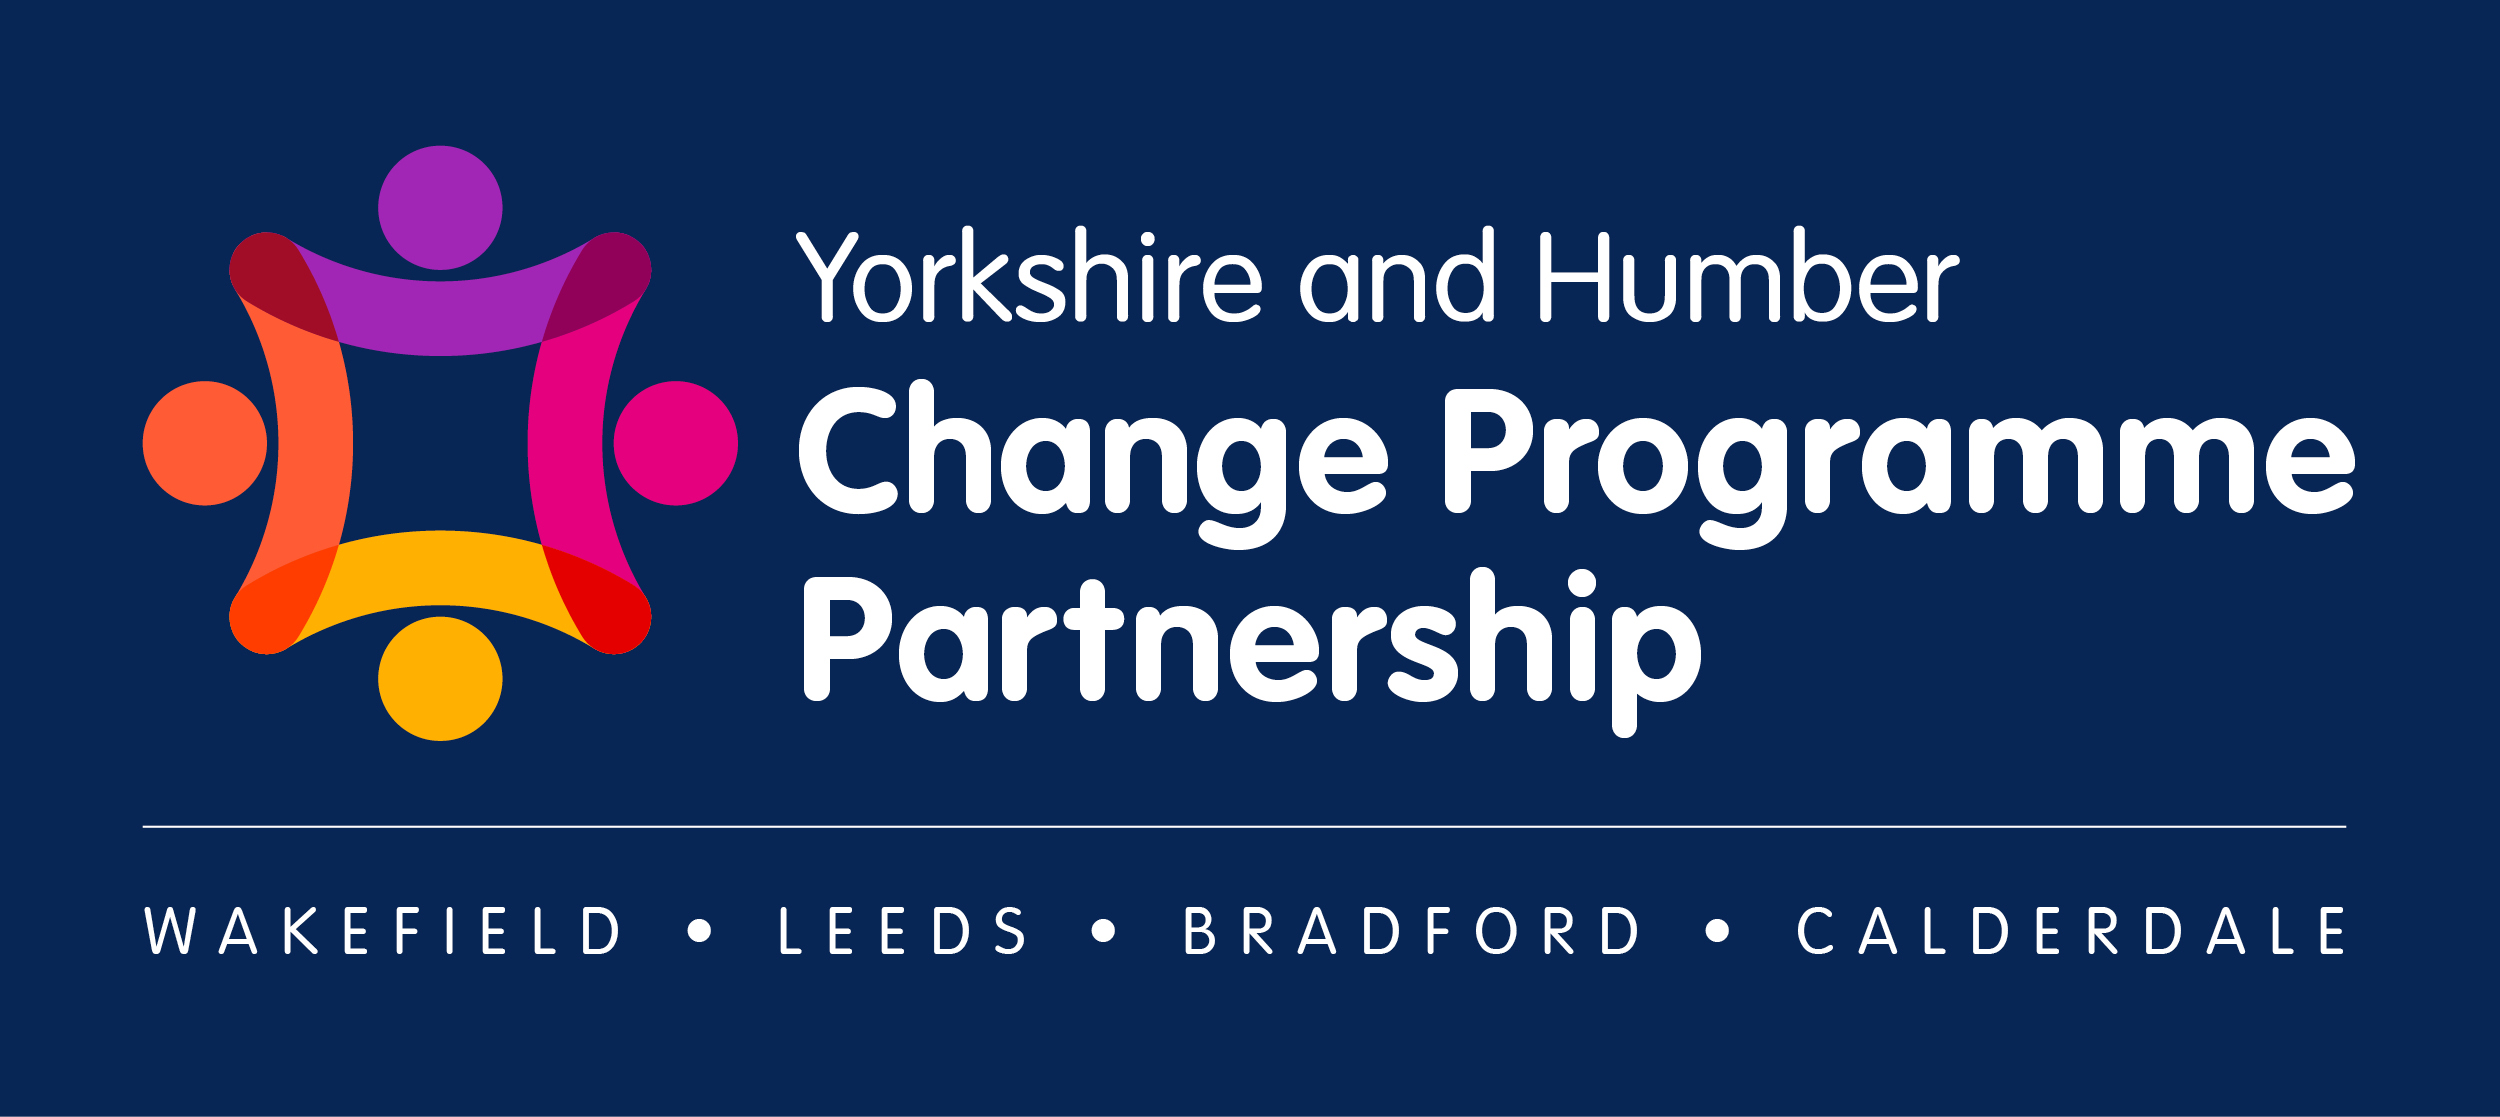 Yorkshire and Humber
Change Programme
Partnership
WAKEFIELD • LEEDS • BRADFORD • CALDERDALE